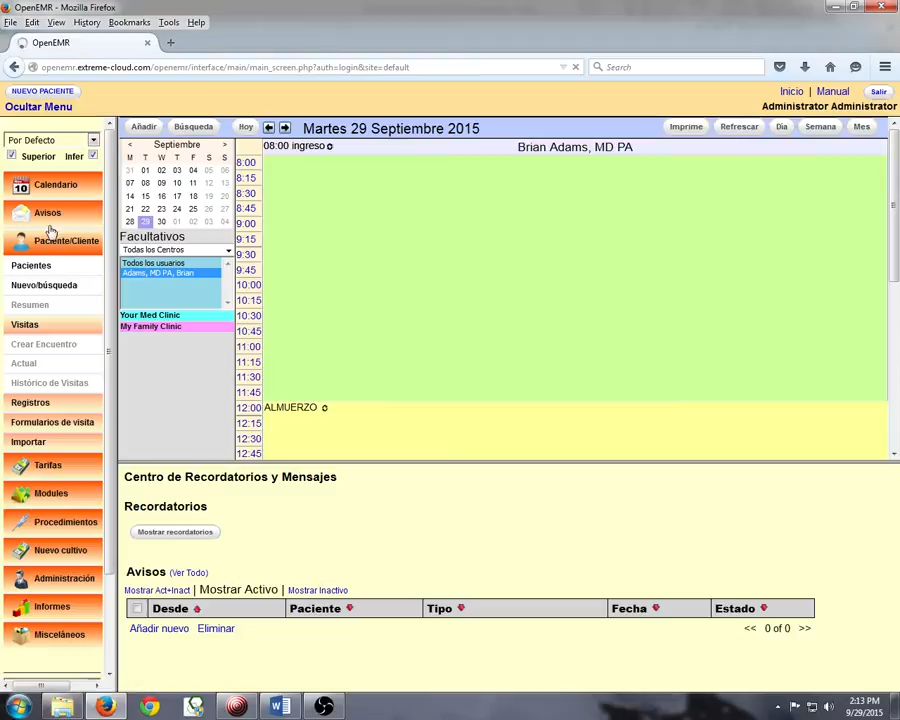 OpenEMR - Mozilla Firefox
File Edit View History Bookmarks Tools Help
OpenEMR
openemr.extreme-cloud.com/openemr/interface/main/main_screen.php?auth=login&site=default
Search
NUEVO PACIENTE
Ocultar Menu
Inicio Manual Salir
Administrator Administrator
Por Defecto
Superior Infer
Calendario
Avisos
Paciente/Cliente
Pacientes
Nuevo/búsqueda
Resumen
Visitas
Crear Encuentro
Actual
Histórico de Visitas
Registros
Formularios de visita
Importar
Tarifas
Modules
Procedimientos
Nuevo cultivo
Administración
Informes
Misceláneos
Añadir Búsqueda Hoy Martes 29 Septiembre 2015 Imprime Refrescar Dia Semana Mes
< Septiembre >
M T W T F S S
31 01 02 03 04 05 06
07 08 09 10 11 12 13
14 15 16 17 18 19 20
21 22 23 24 25 26 27
28 29 30 01 02 03 04
Facultativos
Todas los Centros
Todos los usuarios
Adams, MD PA, Brian
Your Med Clinic
My Family Clinic
Brian Adams, MD PA
08:00 ingreso
8:00
8:15
8:30
8:45
9:00
9:15
9:30
9:45
10:00
10:15
10:30
10:45
11:00
11:15
11:30
11:45
12:00 ALMUERZO
12:15
12:30
12:45
Centro de Recordatorios y Mensajes
Recordatorios
Mostrar recordatorios
Avisos (Ver Todo)
Mostrar Act+Inact | Mostrar Activo | Mostrar Inactivo
Desde Paciente Tipo Fecha Estado
Añadir nuevo Eliminar << 0 of 0 >>
2:13 PM
9/29/2015